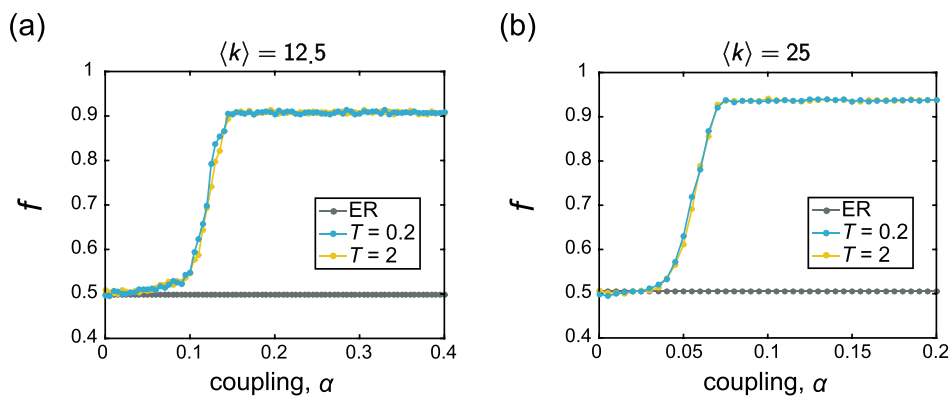 (a)
⟨k⟩ = 12.5
1
0.9
0.8
0.7
0.6
0.5
0.4
f
ER
T = 0.2
T = 2
0
0.1
0.2
0.3
0.4
coupling, α
(b)
⟨k⟩ = 25
1
0.9
0.8
0.7
0.6
0.5
0.4
f
ER
T = 0.2
T = 2
0
0.05
0.1
0.15
0.2
coupling, α